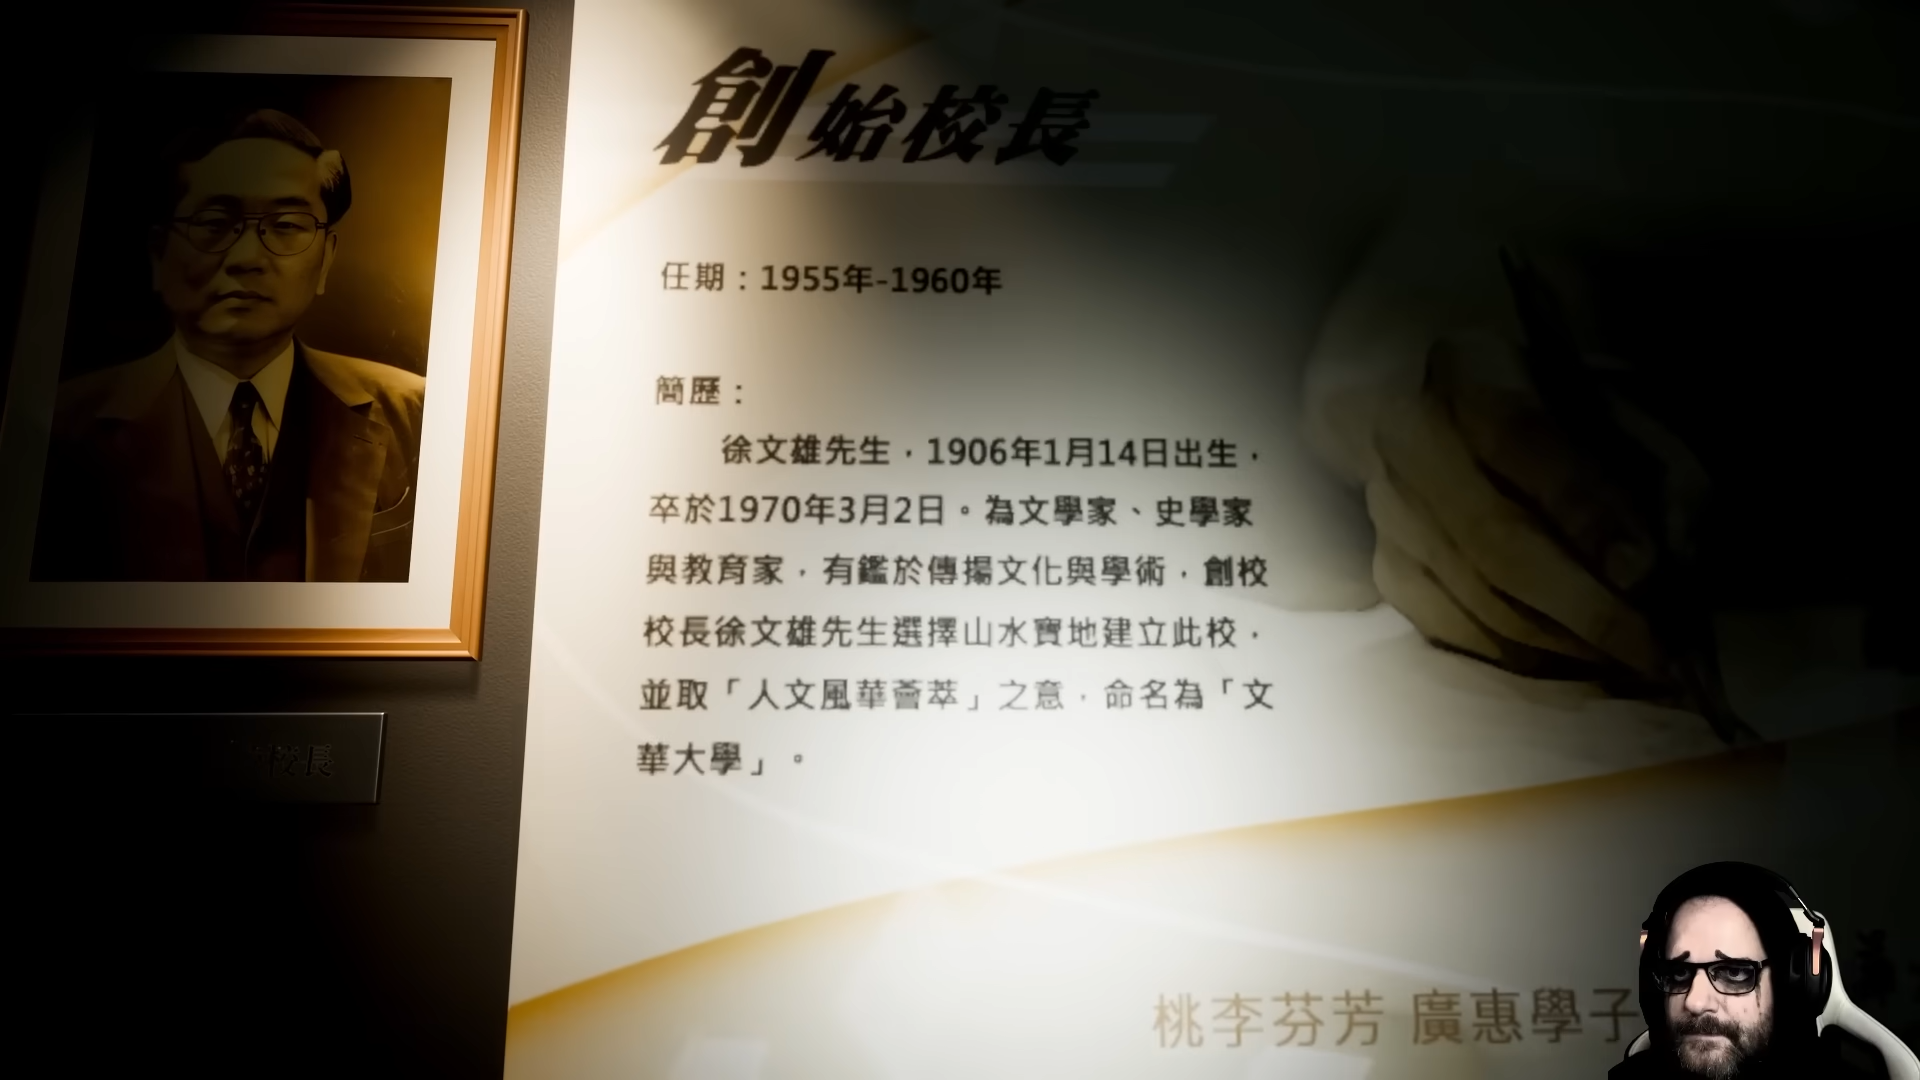 創始校長
任期：1955年-1960年
簡歷：
徐文雄先生，1906年1月14日出生，
卒於1970年3月2日。為文學家、史學家
與教育家，有鑑於傳揚文化與學術，創校
校長徐文雄先生選擇山水寶地建立此校，
並取「人文風華薈萃」之意，命名為「文
華大學」。
校長
桃李芬芳 廣惠學子